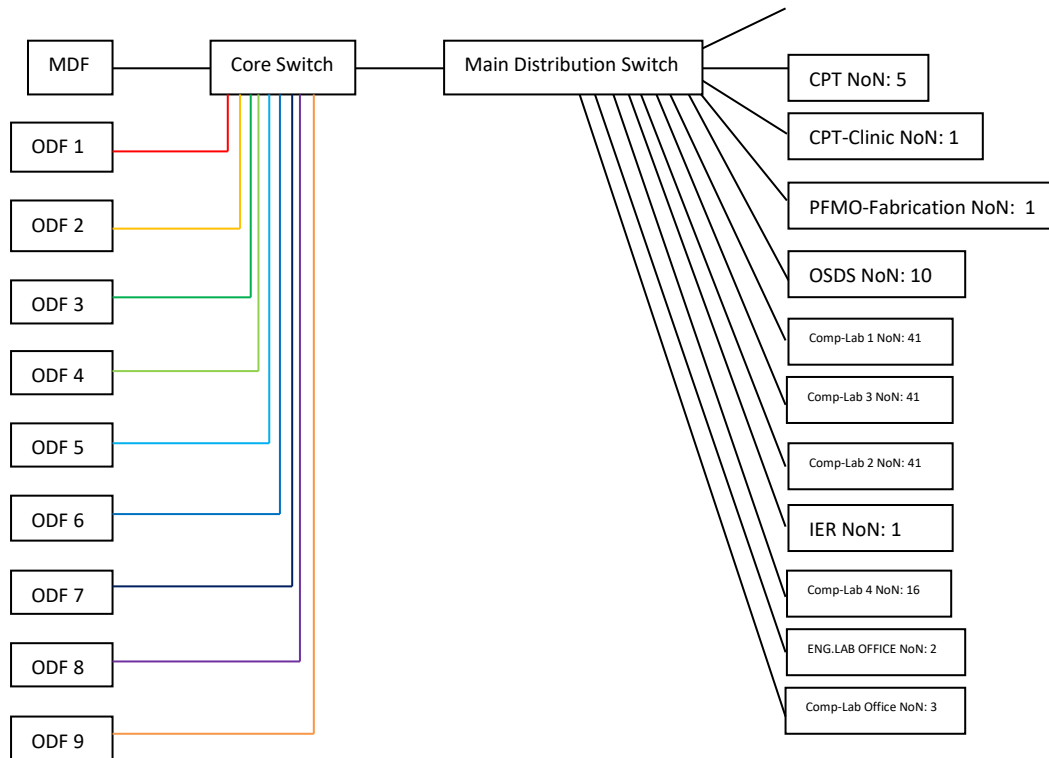 MDF
Core Switch
Main Distribution Switch
ODF 1
ODF 2
ODF 3
ODF 4
ODF 5
ODF 6
ODF 7
ODF 8
ODF 9
CPT NoN: 5
CPT-Clinic NoN: 1
PFMO-Fabrication NoN:  1
OSDS NoN: 10
Comp-Lab 1 NoN: 41
Comp-Lab 3 NoN: 41
Comp-Lab 2 NoN: 41
IER NoN: 1
Comp-Lab 4 NoN: 16
ENG.LAB OFFICE NoN: 2
Comp-Lab Office NoN: 3